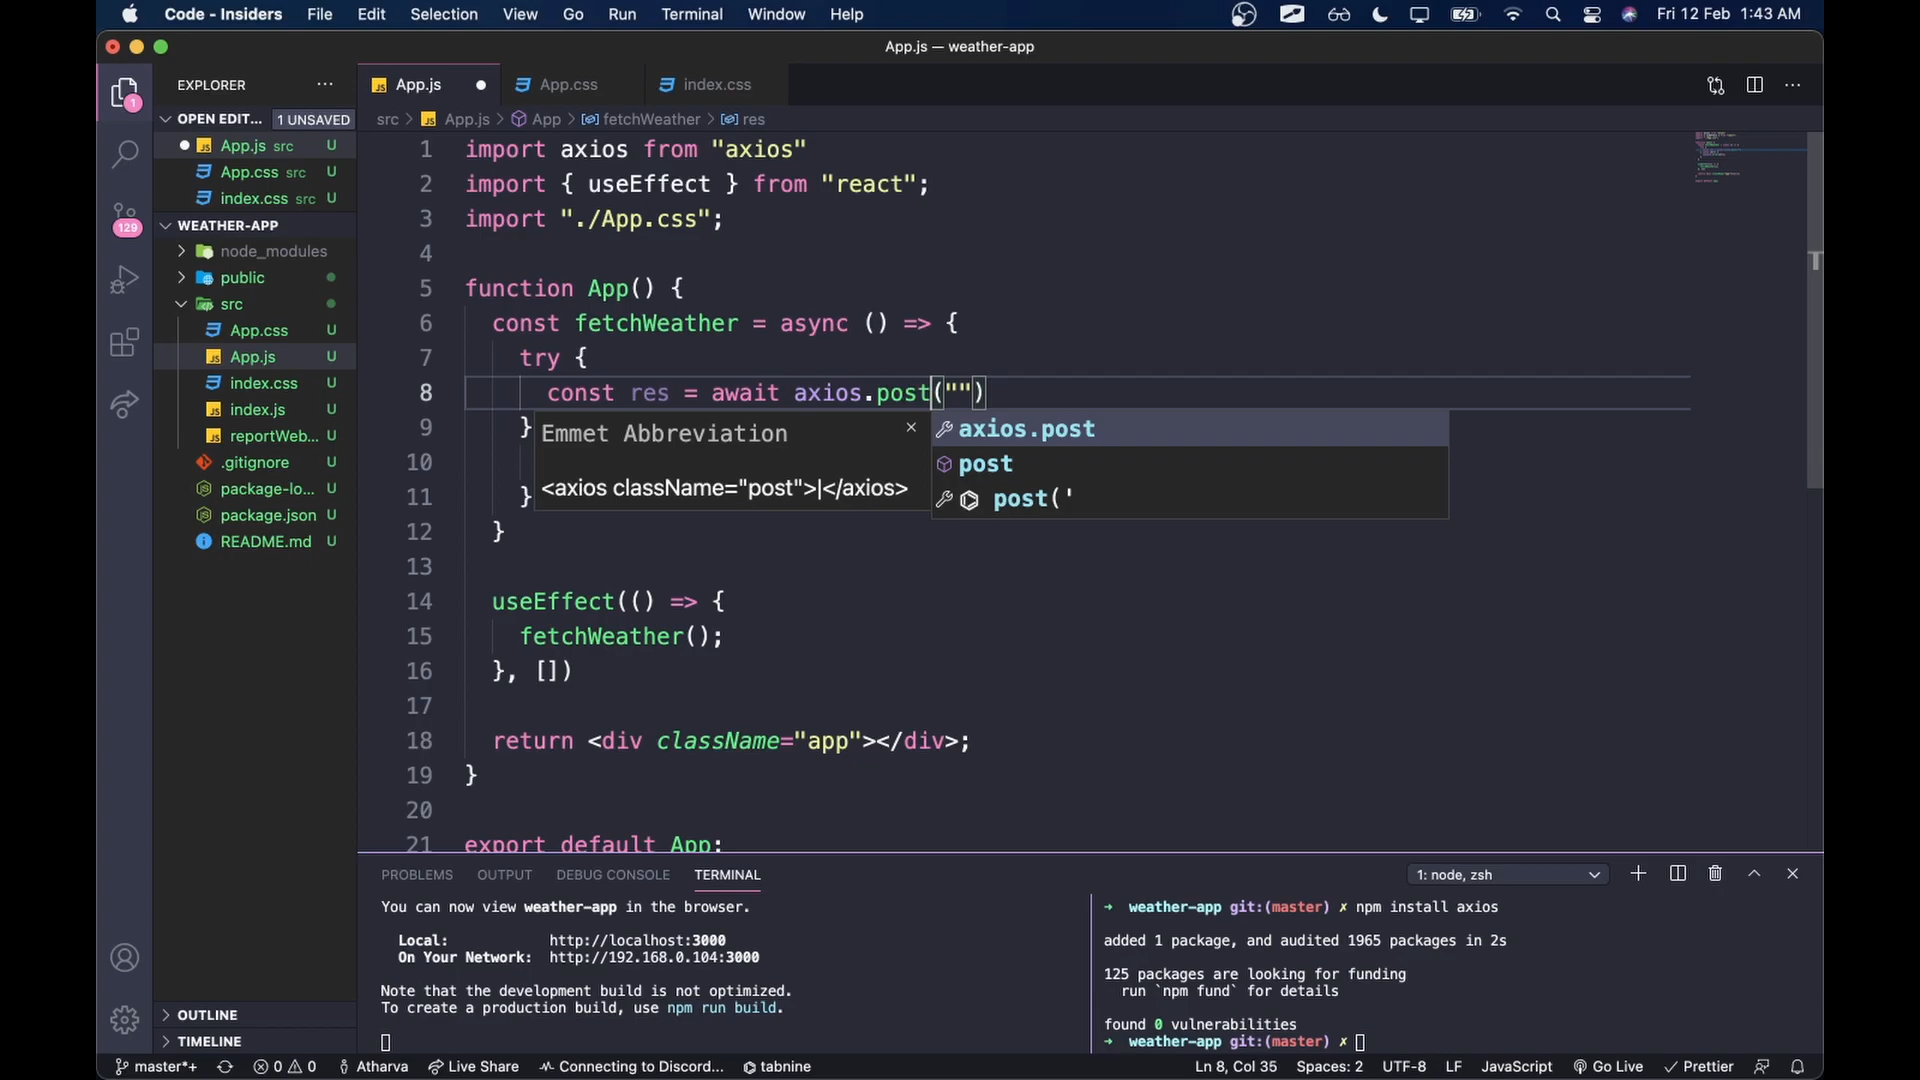 Code - Insiders File Edit Selection View Go Run Terminal Window Help Fri 12 Feb 1:43 AM
App.js — weather-app
EXPLORER ···
App.js App.css index.css
OPEN EDIT... 1 UNSAVED
App.js src U
App.css src U
index.css src U
WEATHER-APP
node_modules
public
src
App.css U
App.js U
index.css U
index.js U
reportWeb... U
.gitignore U
package-lo... U
package.json U
README.md U
OUTLINE
TIMELINE
1
129
src > App.js > App > fetchWeather > res
1 import axios from "axios"
2 import { useEffect } from "react";
3 import "./App.css";
4
5 function App() {
6 const fetchWeather = async () => {
7 try {
8 const res = await axios.post("")
9 }
10
11 }
12 }
13
14 useEffect(() => {
15 fetchWeather();
16 }, [])
17
18 return <div className="app"></div>;
19 }
20
21 export default App;
Emmet Abbreviation ×
<axios className="post">|</axios>
axios.post
post
post('
PROBLEMS OUTPUT DEBUG CONSOLE TERMINAL 1: node, zsh
You can now view weather-app in the browser.
Local: http://localhost:3000
On Your Network: http://192.168.0.104:3000
Note that the development build is not optimized.
To create a production build, use npm run build.
→ weather-app git:(master) ✗ npm install axios
added 1 package, and audited 1965 packages in 2s
125 packages are looking for funding
run `npm fund` for details
found 0 vulnerabilities
→ weather-app git:(master) ✗
master*+ 0 0 Atharva Live Share Connecting to Discord... tabnine Ln 8, Col 35 Spaces: 2 UTF-8 LF JavaScript Go Live Prettier